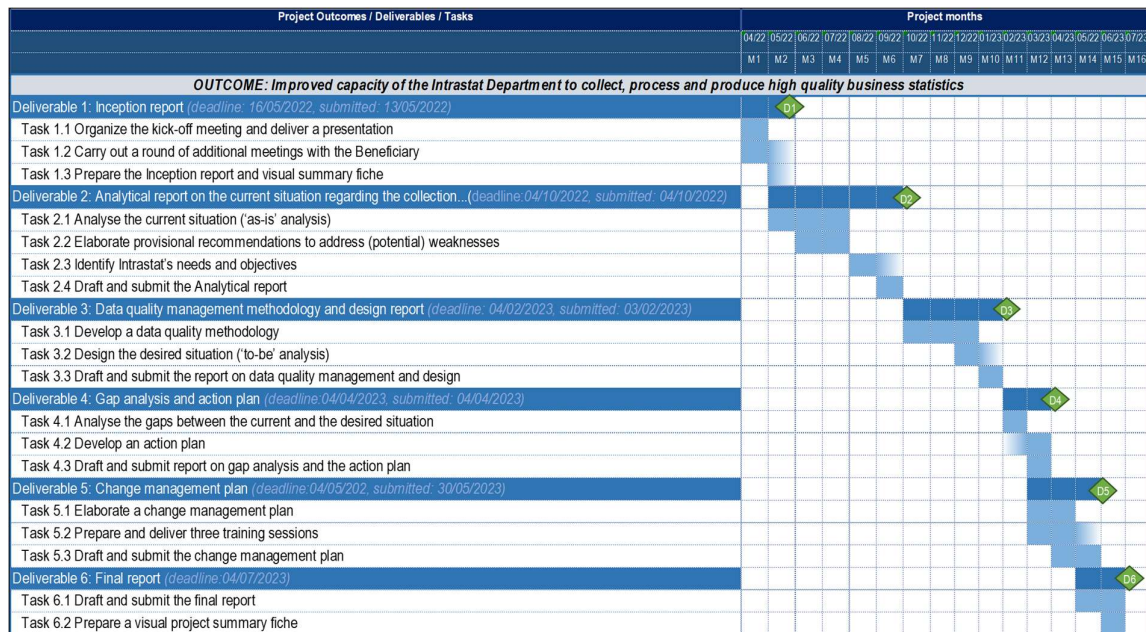 Project Outcomes / Deliverables / Tasks Project months
04/22 05/22 06/22 07/22 08/22 09/22 10/22 11/22 12/22 01/23 02/23 03/23 04/23 05/22 06/23 07/23
M1 M2 M3 M4 M5 M6 M7 M8 M9 M10 M11 M12 M13 M14 M15 M16
OUTCOME: Improved capacity of the Intrastat Department to collect, process and produce high quality business statistics
Deliverable 1: Inception report (deadline: 16/05/2022, submitted: 13/05/2022) D1
Task 1.1 Organize the kick-off meeting and deliver a presentation
Task 1.2 Carry out a round of additional meetings with the Beneficiary
Task 1.3 Prepare the Inception report and visual summary fiche
Deliverable 2: Analytical report on the current situation regarding the collection...(deadline:04/10/2022, submitted: 04/10/2022) D2
Task 2.1 Analyse the current situation ('as-is' analysis)
Task 2.2 Elaborate provisional recommendations to address (potential) weaknesses
Task 2.3 Identify Intrastat's needs and objectives
Task 2.4 Draft and submit the Analytical report
Deliverable 3: Data quality management methodology and design report (deadline: 04/02/2023, submitted: 03/02/2023) D3
Task 3.1 Develop a data quality methodology
Task 3.2 Design the desired situation ('to-be' analysis)
Task 3.3 Draft and submit the report on data quality management and design
Deliverable 4: Gap analysis and action plan (deadline:04/04/2023, submitted: 04/04/2023) D4
Task 4.1 Analyse the gaps between the current and the desired situation
Task 4.2 Develop an action plan
Task 4.3 Draft and submit report on gap analysis and the action plan
Deliverable 5: Change management plan (deadline:04/05/202, submitted: 30/05/2023) D5
Task 5.1 Elaborate a change management plan
Task 5.2 Prepare and deliver three training sessions
Task 5.3 Draft and submit the change management plan
Deliverable 6: Final report (deadline:04/07/2023) D6
Task 6.1 Draft and submit the final report
Task 6.2 Prepare a visual project summary fiche